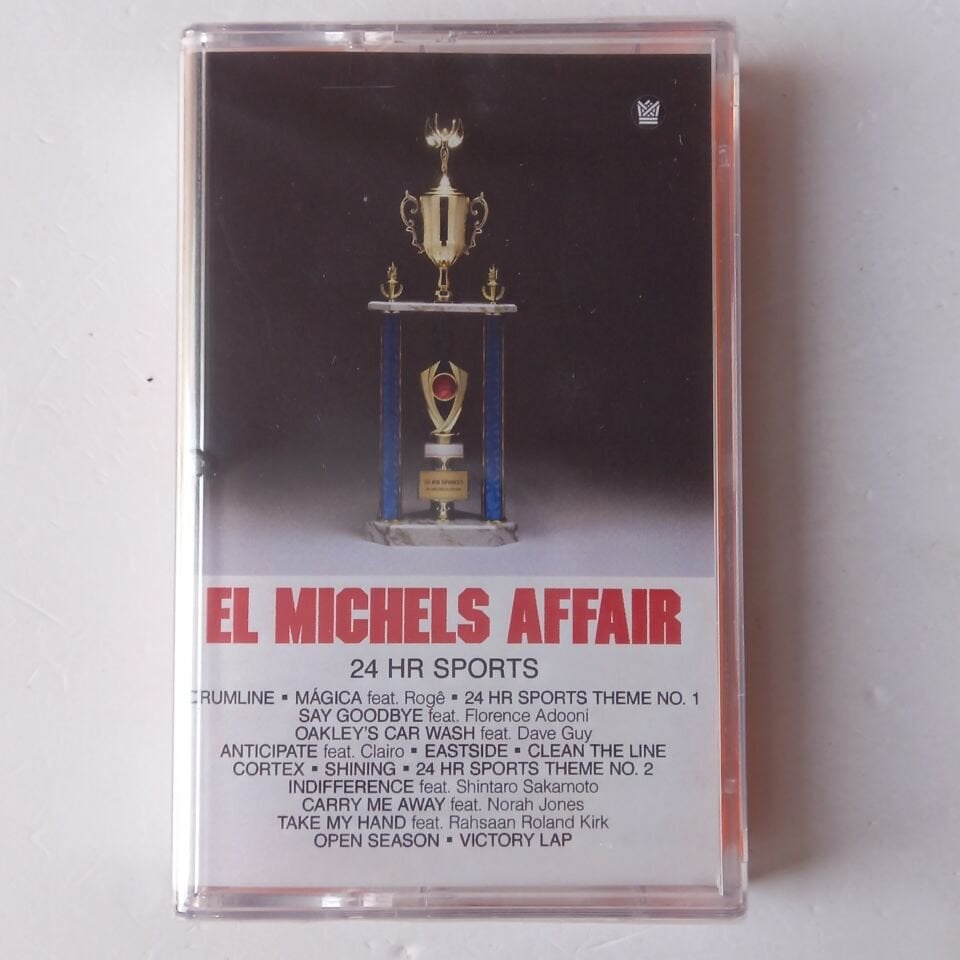 24 HR SPORTS
EL MICHELS AFFAIR
24 HR SPORTS
RUMLINE ▪ MÁGICA feat. Rogê ▪ 24 HR SPORTS THEME NO. 1
SAY GOODBYE feat. Florence Adooni
OAKLEY'S CAR WASH feat. Dave Guy
ANTICIPATE feat. Clairo ▪ EASTSIDE ▪ CLEAN THE LINE
CORTEX ▪ SHINING ▪ 24 HR SPORTS THEME NO. 2
INDIFFERENCE feat. Shintaro Sakamoto
CARRY ME AWAY feat. Norah Jones
TAKE MY HAND feat. Rahsaan Roland Kirk
OPEN SEASON ▪ VICTORY LAP